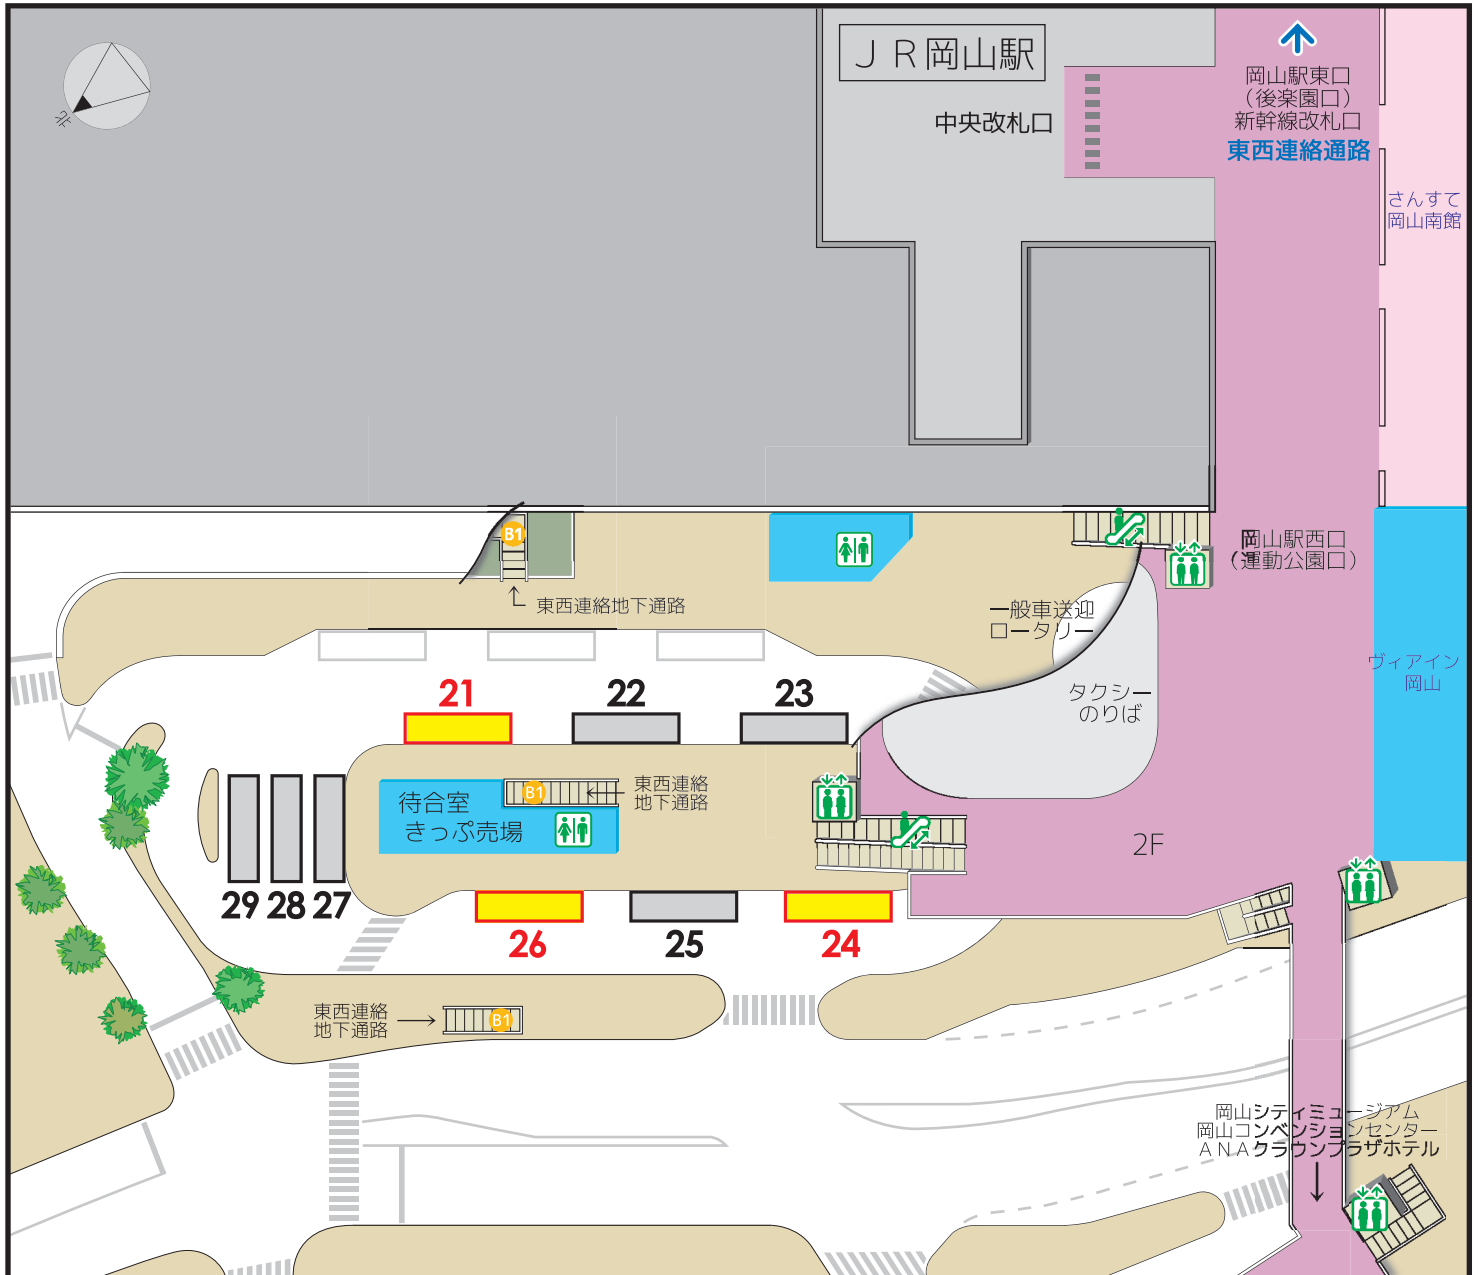 北
ＪＲ岡山駅
中央改札口
岡山駅東口
（後楽園口）
新幹線改札口
東西連絡通路
さんすて
岡山南館
B1
東西連絡地下通路
岡山駅西口
（運動公園口）
一般車送迎
ロータリー
タクシー
のりば
ヴィアイン
岡山
21
22
23
待合室
きっぷ売場
B1
東西連絡
地下通路
2F
29
28
27
26
25
24
東西連絡
地下通路
B1
岡山シティミュージアム
岡山コンベンションセンター
ＡＮＡクラウンプラザホテル